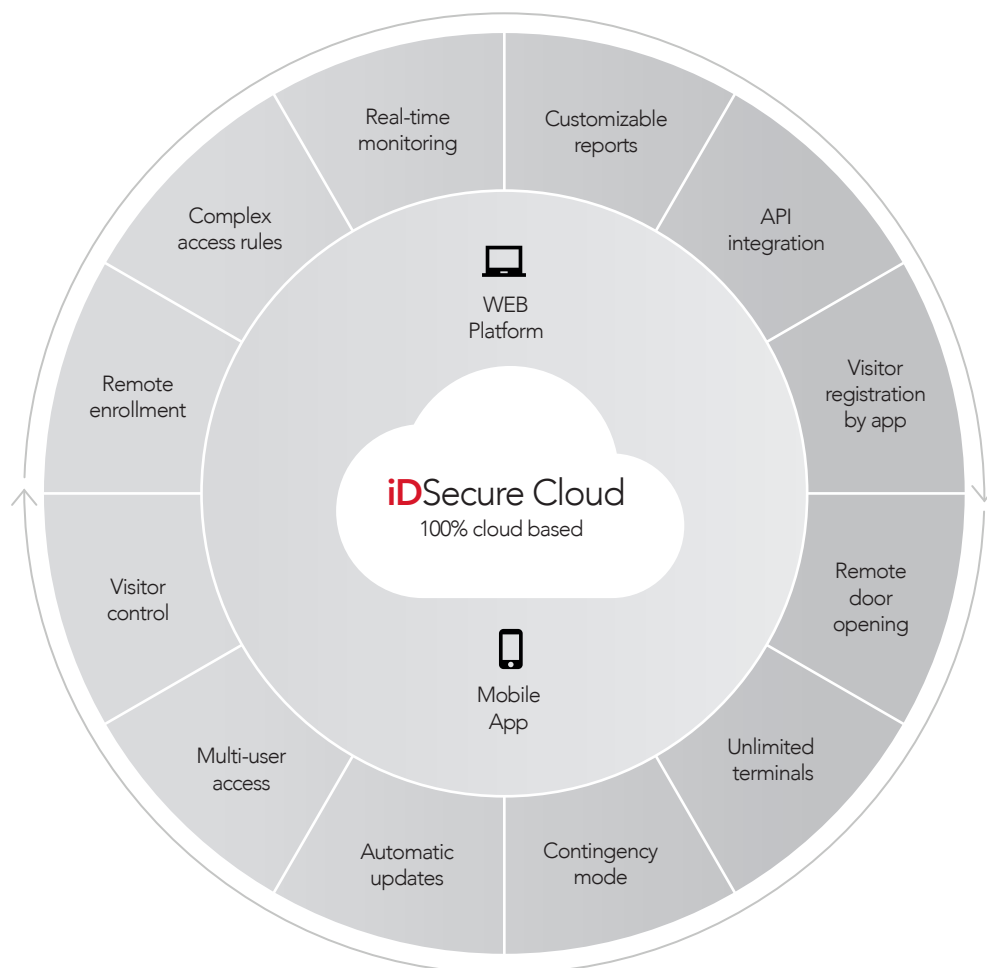 Real-time
monitoring
Customizable
reports
API
integration
Visitor
registration
by app
Remote
door
opening
Unlimited
terminals
Contingency
mode
Automatic
updates
Multi-user
access
Visitor
control
Remote
enrollment
Complex
access rules
WEB
Platform
iDSecure Cloud
100% cloud based
Mobile
App